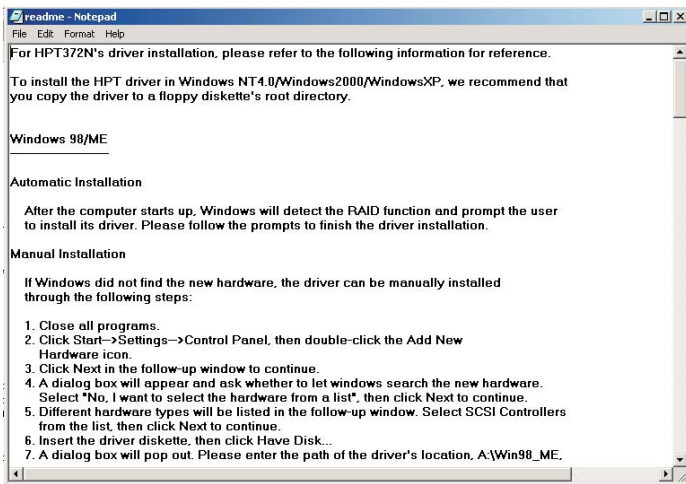 readme - Notepad
File Edit Format Help
For HPT372N's driver installation, please refer to the following information for reference.
To install the HPT driver in Windows NT4.0/Windows2000/WindowsXP, we recommend that
you copy the driver to a floppy diskette's root directory.
Windows 98/ME
Automatic Installation
After the computer starts up, Windows will detect the RAID function and prompt the user
to install its driver. Please follow the prompts to finish the driver installation.
Manual Installation
If Windows did not find the new hardware, the driver can be manually installed
through the following steps:
1. Close all programs.
2. Click Start-->Settings-->Control Panel, then double-click the Add New
Hardware icon.
3. Click Next in the follow-up window to continue.
4. A dialog box will appear and ask whether to let windows search the new hardware.
Select "No, I want to select the hardware from a list", then click Next to continue.
5. Different hardware types will be listed in the follow-up window. Select SCSI Controllers
from the list, then click Next to continue.
6. Insert the driver diskette, then click Have Disk...
7. A dialog box will pop out. Please enter the path of the driver's location, A:\Win98_ME,